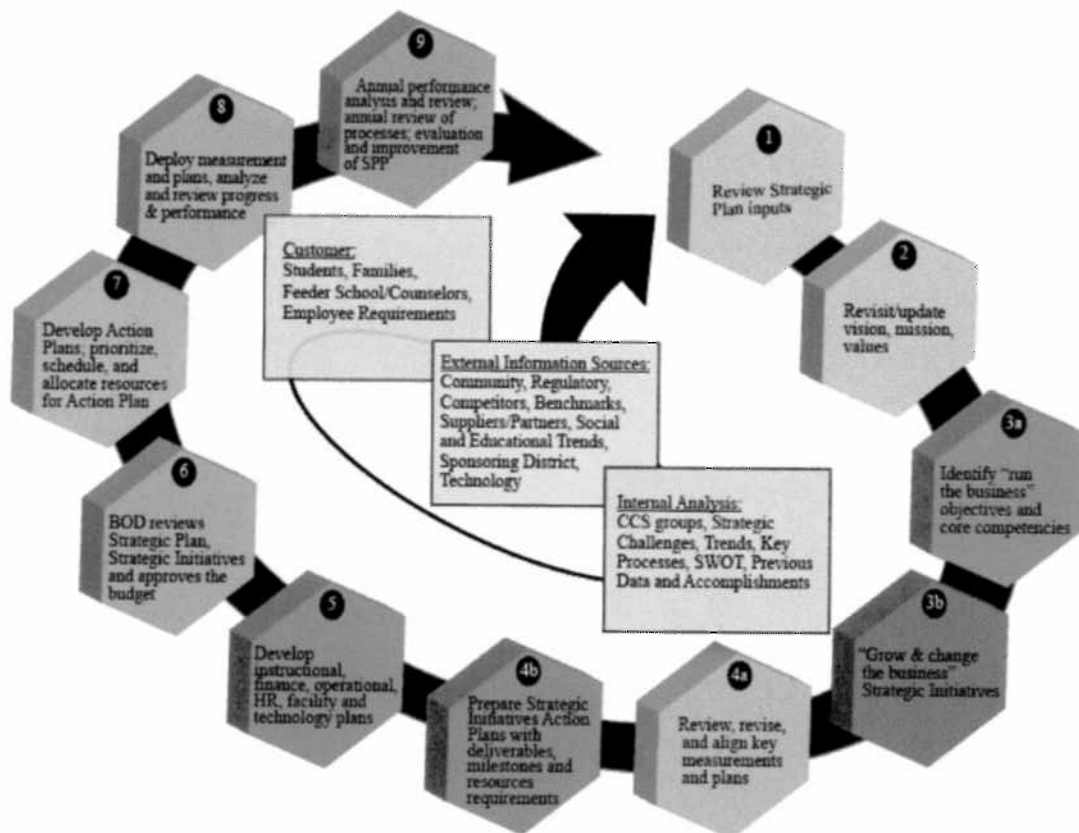 1
Review Strategic
Plan inputs
2
Revisit/update
vision, mission,
values
3a
Identify “run
the business”
objectives and
core competencies
3b
“Grow & change
the business”
Strategic Initiatives
4a
Review, revise,
and align key
measurements
and plans
4b
Prepare Strategic
Initiatives Action
Plans with
deliverables,
milestones and
resources
requirements
5
Develop
instructional,
finance, operational,
HR, facility and
technology plans
6
BOD reviews
Strategic Plan,
Strategic Initiatives
and approves the
budget
7
Develop Action
Plans, prioritize,
schedule, and
allocate resources
for Action Plan
8
Deploy measurement
and plans, analyze
and review progress
& performance
9
Annual performance
analysis and review;
annual review of
processes; evaluation
and improvement
of SPP
Customer:
Students, Families,
Feeder School/Counselors,
Employee Requirements
External Information Sources:
Community, Regulatory,
Competitors, Benchmarks,
Suppliers/Partners, Social
and Educational Trends,
Sponsoring District,
Technology
Internal Analysis:
CCS groups, Strategic
Challenges, Trends, Key
Processes, SWOT, Previous
Data and Accomplishments